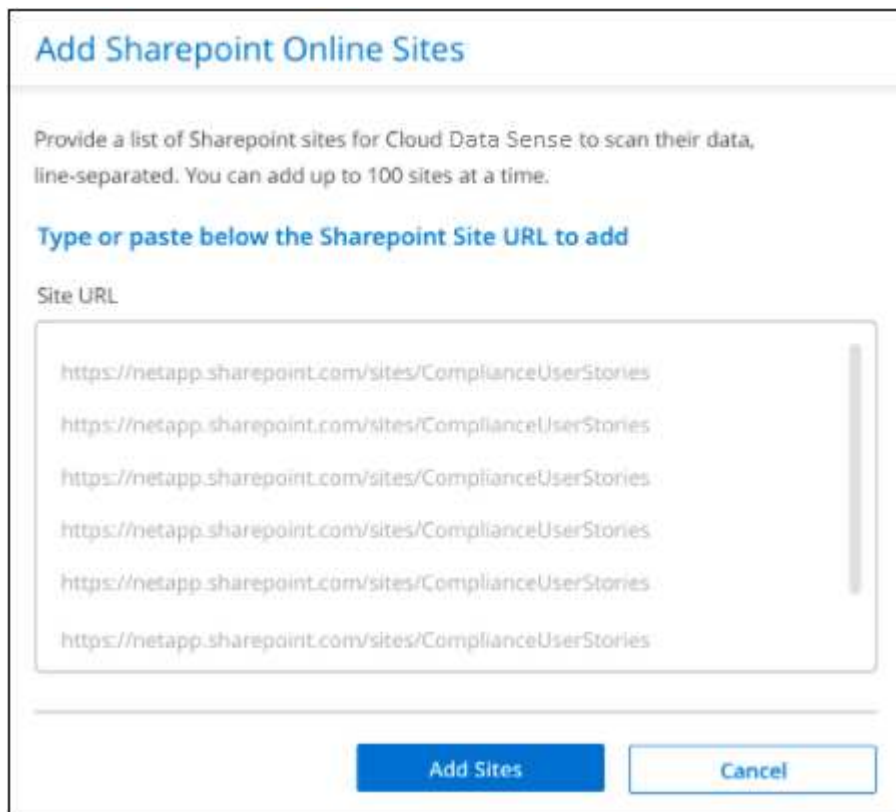 Add Sharepoint Online Sites
Provide a list of Sharepoint sites for Cloud Data Sense to scan their data,
line-separated. You can add up to 100 sites at a time.
Type or paste below the Sharepoint Site URL to add
Site URL
https://netapp.sharepoint.com/sites/ComplianceUserStories
https://netapp.sharepoint.com/sites/ComplianceUserStories
https://netapp.sharepoint.com/sites/ComplianceUserStories
https://netapp.sharepoint.com/sites/ComplianceUserStories
https://netapp.sharepoint.com/sites/ComplianceUserStories
https://netapp.sharepoint.com/sites/ComplianceUserStories
Add Sites Cancel